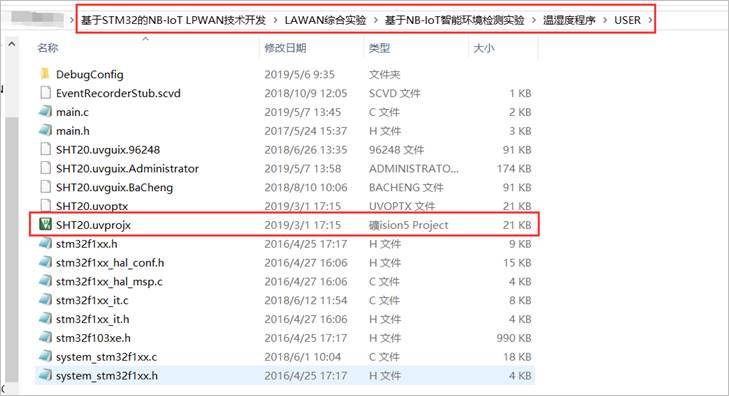 基于STM32的NB-IoT LPWAN技术开发 > LAWAN综合实验 > 基于NB-IoT智能环境检测实验 > 温湿度程序 > USER >
名称 修改日期 类型 大小
DebugConfig 2019/5/6 9:35 文件夹
EventRecorderStub.scvd 2018/10/9 12:05 SCVD 文件 1 KB
main.c 2019/5/7 13:45 C 文件 2 KB
main.h 2017/5/24 15:37 H 文件 3 KB
SHT20.uvguix.96248 2018/6/26 13:35 96248 文件 91 KB
SHT20.uvguix.Administrator 2019/5/7 13:58 ADMINISTRATO... 174 KB
SHT20.uvguix.BaCheng 2018/8/10 10:06 BACHENG 文件 91 KB
SHT20.uvoptx 2019/3/1 17:15 UVOPTX 文件 21 KB
SHT20.uvprojx 2019/3/1 17:15 礦ision5 Project 21 KB
stm32f1xx.h 2016/4/25 17:17 H 文件 9 KB
stm32f1xx_hal_conf.h 2016/4/27 16:06 H 文件 15 KB
stm32f1xx_hal_msp.c 2016/4/27 16:06 C 文件 4 KB
stm32f1xx_it.c 2018/6/12 11:54 C 文件 8 KB
stm32f1xx_it.h 2016/4/27 16:06 H 文件 4 KB
stm32f103xe.h 2016/4/25 17:17 H 文件 990 KB
system_stm32f1xx.c 2018/6/1 10:04 C 文件 18 KB
system_stm32f1xx.h 2016/4/25 17:17 H 文件 4 KB